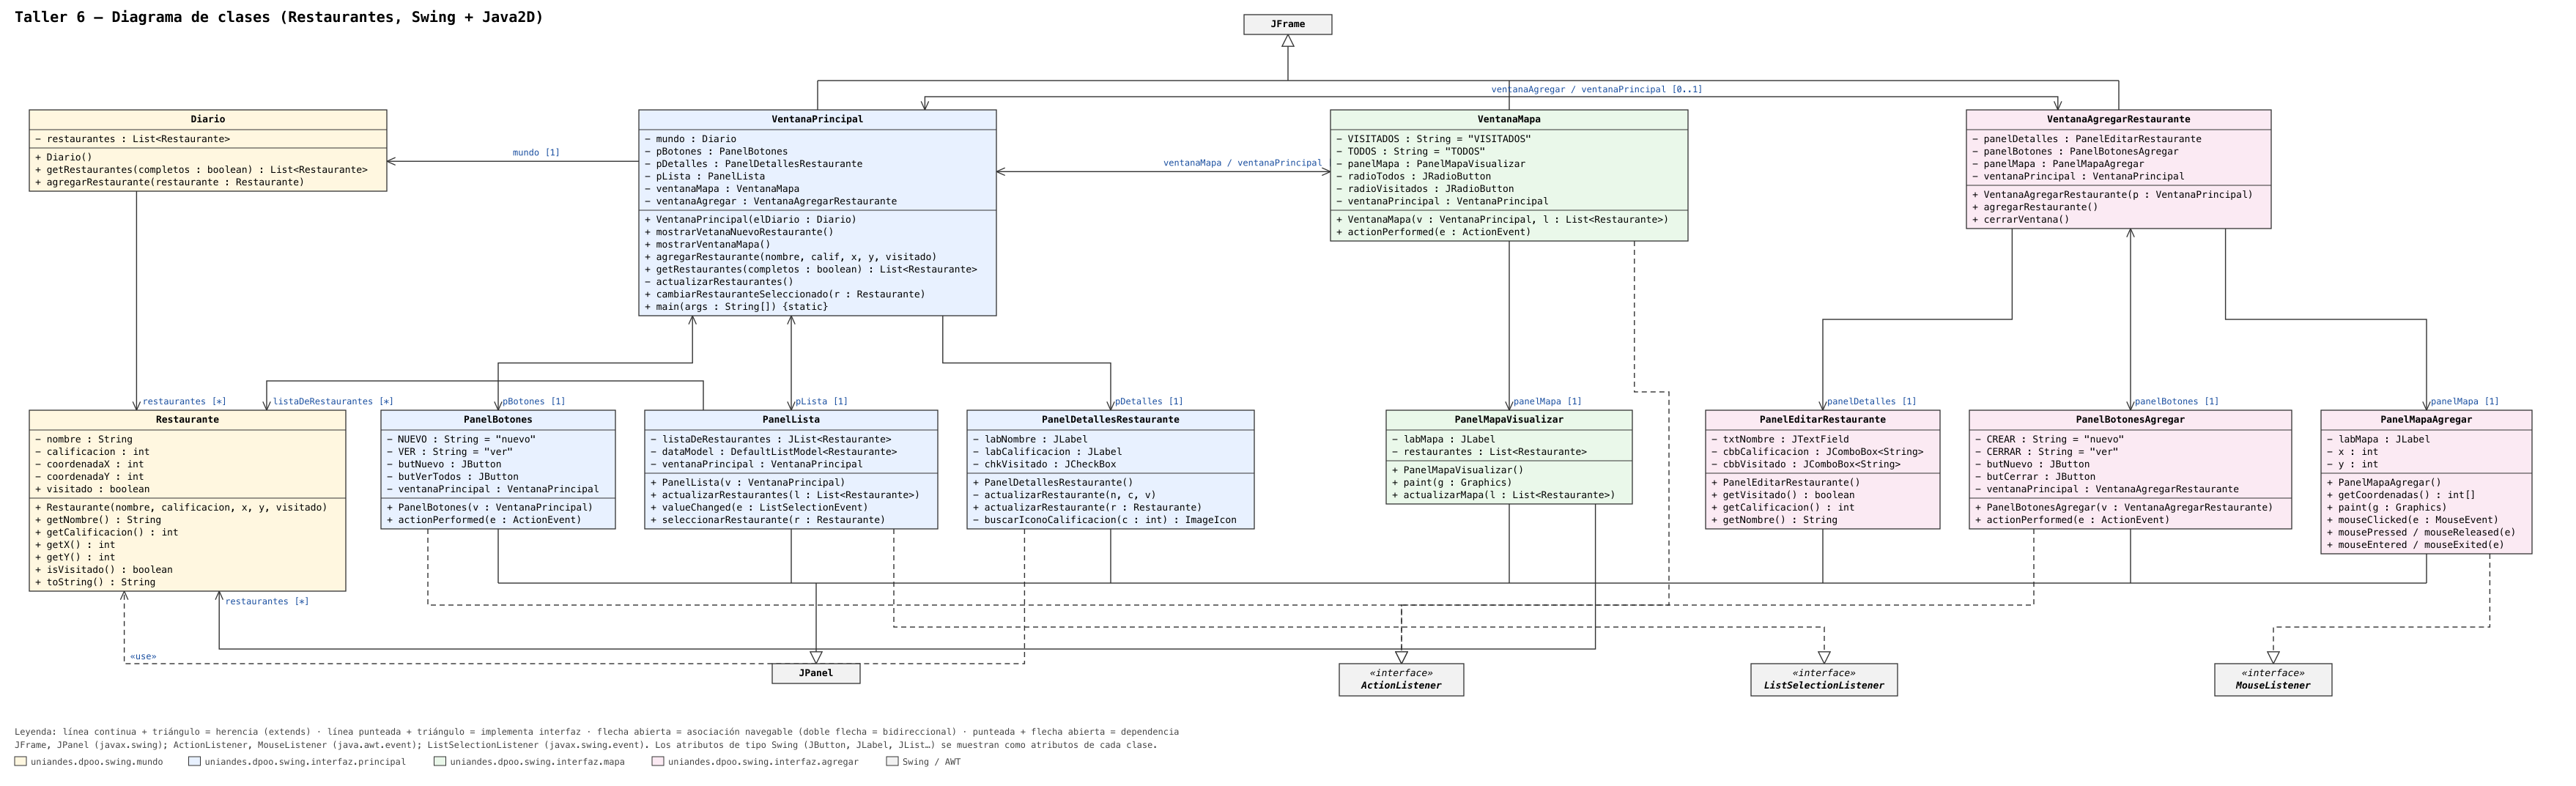 Taller 6 — Diagrama de clases (Restaurantes, Swing + Java2D)
JFrame
ventanaAgregar / ventanaPrincipal [0..1]
Diario
− restaurantes : List<Restaurante>
+ Diario()
+ getRestaurantes(completos : boolean) : List<Restaurante>
+ agregarRestaurante(restaurante : Restaurante)
mundo [1]
VentanaPrincipal
− mundo : Diario
− pBotones : PanelBotones
− pDetalles : PanelDetallesRestaurante
− pLista : PanelLista
− ventanaMapa : VentanaMapa
− ventanaAgregar : VentanaAgregarRestaurante
+ VentanaPrincipal(elDiario : Diario)
+ mostrarVetanaNuevoRestaurante()
+ mostrarVentanaMapa()
+ agregarRestaurante(nombre, calif, x, y, visitado)
+ getRestaurantes(completos : boolean) : List<Restaurante>
− actualizarRestaurantes()
+ cambiarRestauranteSeleccionado(r : Restaurante)
+ main(args : String[]) {static}
ventanaMapa / ventanaPrincipal
VentanaMapa
− VISITADOS : String = "VISITADOS"
− TODOS : String = "TODOS"
− panelMapa : PanelMapaVisualizar
− radioTodos : JRadioButton
− radioVisitados : JRadioButton
− ventanaPrincipal : VentanaPrincipal
+ VentanaMapa(v : VentanaPrincipal, l : List<Restaurante>)
+ actionPerformed(e : ActionEvent)
VentanaAgregarRestaurante
− panelDetalles : PanelEditarRestaurante
− panelBotones : PanelBotonesAgregar
− panelMapa : PanelMapaAgregar
− ventanaPrincipal : VentanaPrincipal
+ VentanaAgregarRestaurante(p : VentanaPrincipal)
+ agregarRestaurante()
+ cerrarVentana()
restaurantes [*]
listaDeRestaurantes [*]
pBotones [1]
pLista [1]
pDetalles [1]
panelMapa [1]
panelDetalles [1]
panelBotones [1]
panelMapa [1]
Restaurante
− nombre : String
− calificacion : int
− coordenadaX : int
− coordenadaY : int
+ visitado : boolean
+ Restaurante(nombre, calificacion, x, y, visitado)
+ getNombre() : String
+ getCalificacion() : int
+ getX() : int
+ getY() : int
+ isVisitado() : boolean
+ toString() : String
PanelBotones
− NUEVO : String = "nuevo"
− VER : String = "ver"
− butNuevo : JButton
− butVerTodos : JButton
− ventanaPrincipal : VentanaPrincipal
+ PanelBotones(v : VentanaPrincipal)
+ actionPerformed(e : ActionEvent)
PanelLista
− listaDeRestaurantes : JList<Restaurante>
− dataModel : DefaultListModel<Restaurante>
− ventanaPrincipal : VentanaPrincipal
+ PanelLista(v : VentanaPrincipal)
+ actualizarRestaurantes(l : List<Restaurante>)
+ valueChanged(e : ListSelectionEvent)
+ seleccionarRestaurante(r : Restaurante)
PanelDetallesRestaurante
− labNombre : JLabel
− labCalificacion : JLabel
− chkVisitado : JCheckBox
+ PanelDetallesRestaurante()
− actualizarRestaurante(n, c, v)
+ actualizarRestaurante(r : Restaurante)
− buscarIconoCalificacion(c : int) : ImageIcon
PanelMapaVisualizar
− labMapa : JLabel
− restaurantes : List<Restaurante>
+ PanelMapaVisualizar()
+ paint(g : Graphics)
+ actualizarMapa(l : List<Restaurante>)
PanelEditarRestaurante
− txtNombre : JTextField
− cbbCalificacion : JComboBox<String>
− cbbVisitado : JComboBox<String>
+ PanelEditarRestaurante()
+ getVisitado() : boolean
+ getCalificacion() : int
+ getNombre() : String
PanelBotonesAgregar
− CREAR : String = "nuevo"
− CERRAR : String = "ver"
− butNuevo : JButton
− butCerrar : JButton
− ventanaPrincipal : VentanaAgregarRestaurante
+ PanelBotonesAgregar(v : VentanaAgregarRestaurante)
+ actionPerformed(e : ActionEvent)
PanelMapaAgregar
− labMapa : JLabel
− x : int
− y : int
+ PanelMapaAgregar()
+ getCoordenadas() : int[]
+ paint(g : Graphics)
+ mouseClicked(e : MouseEvent)
+ mousePressed / mouseReleased(e)
+ mouseEntered / mouseExited(e)
restaurantes [*]
«use»
JPanel
«interface»
ActionListener
«interface»
ListSelectionListener
«interface»
MouseListener
Leyenda: línea continua + triángulo = herencia (extends) · línea punteada + triángulo = implementa interfaz · flecha abierta = asociación navegable (doble flecha = bidireccional) · punteada + flecha abierta = dependencia
JFrame, JPanel (javax.swing); ActionListener, MouseListener (java.awt.event); ListSelectionListener (javax.swing.event). Los atributos de tipo Swing (JButton, JLabel, JList…) se muestran como atributos de cada clase.
uniandes.dpoo.swing.mundo
uniandes.dpoo.swing.interfaz.principal
uniandes.dpoo.swing.interfaz.mapa
uniandes.dpoo.swing.interfaz.agregar
Swing / AWT